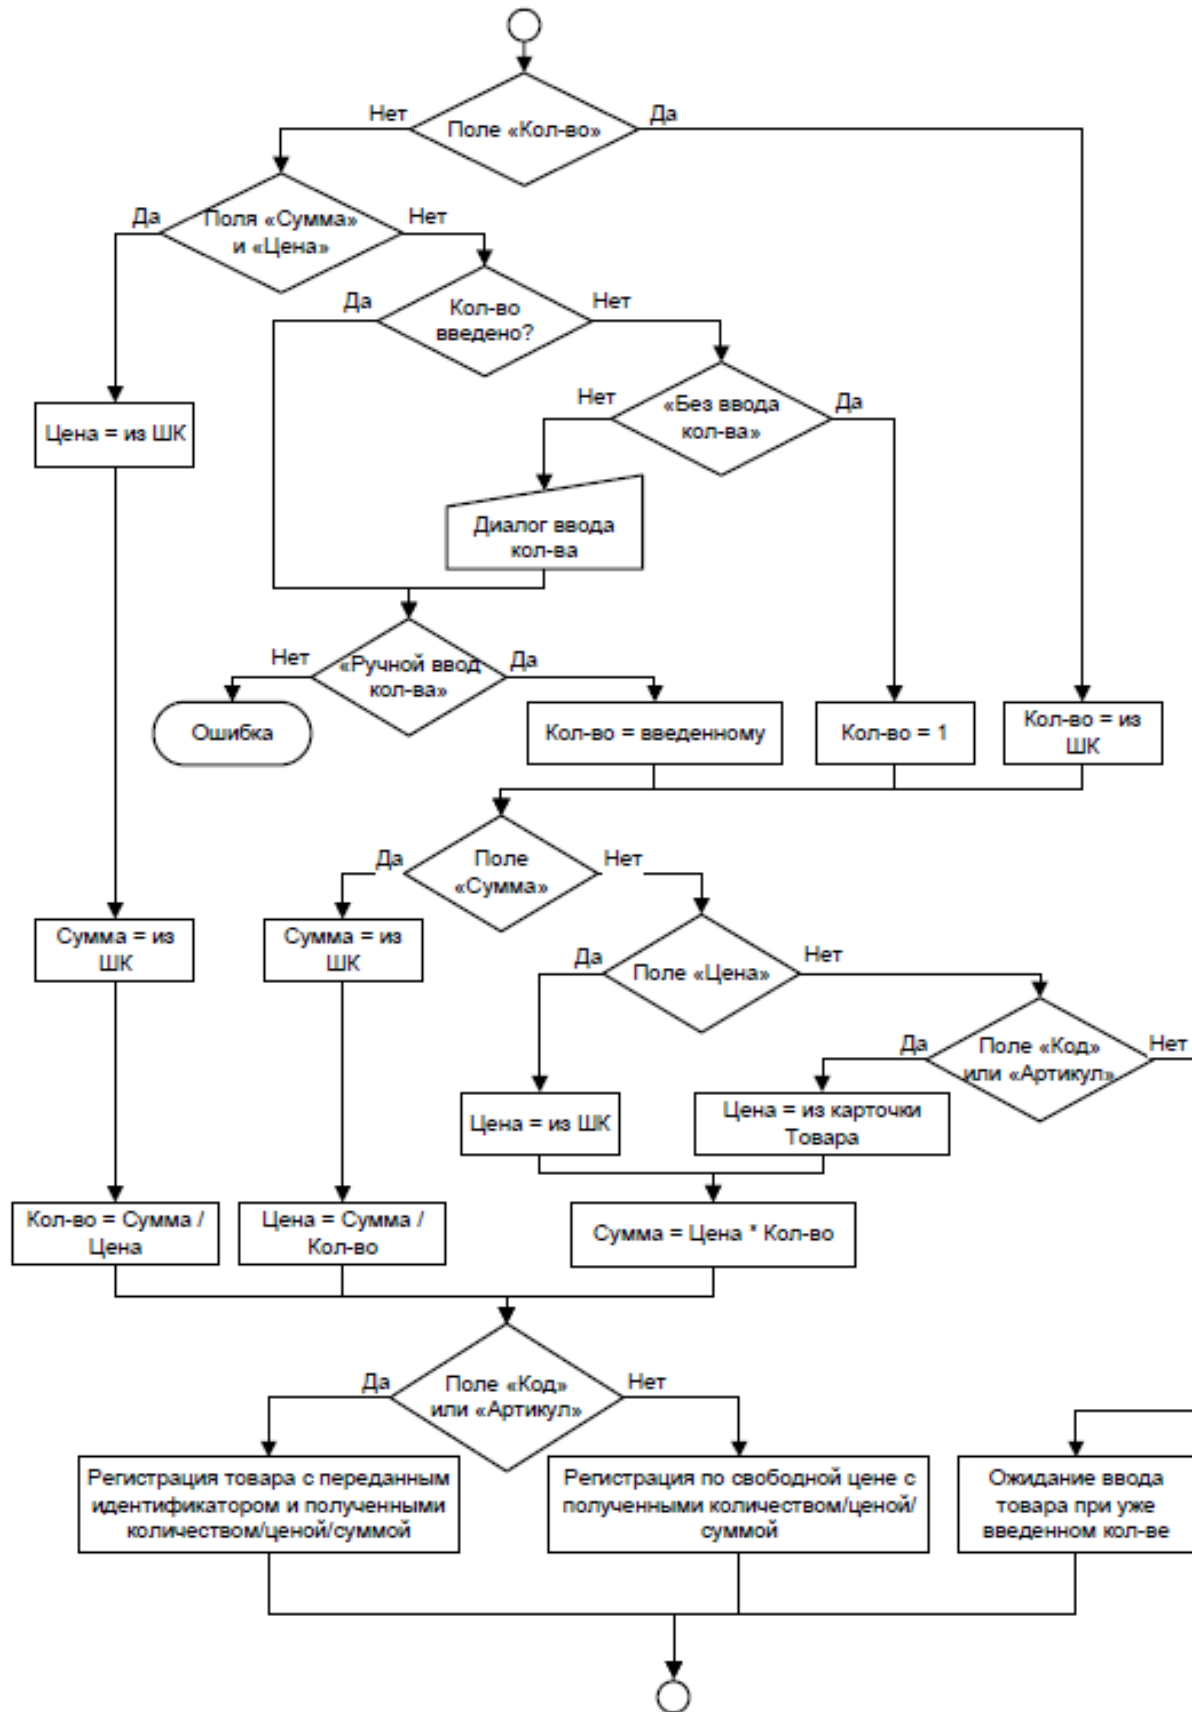 Нет
Поле «Кол-во»
Да
Да
Поля «Сумма»
и «Цена»
Нет
Да
Кол-во
введено?
Нет
Нет
«Без ввода
кол-ва»
Да
Цена = из ШК
Диалог ввода
кол-ва
Нет
«Ручной ввод
кол-ва»
Да
Ошибка
Кол-во = введенному
Кол-во = 1
Кол-во = из
ШК
Да
Поле
«Сумма»
Нет
Сумма = из
ШК
Сумма = из
ШК
Да
Поле «Цена»
Нет
Да
Поле «Код»
или «Артикул»
Нет
Цена = из ШК
Цена = из карточки
Товара
Кол-во = Сумма /
Цена
Цена = Сумма /
Кол-во
Сумма = Цена * Кол-во
Да
Поле «Код»
или «Артикул»
Нет
Регистрация товара с переданным
идентификатором и полученными
количеством/ценой/суммой
Регистрация по свободной цене с
полученными количеством/ценой/
суммой
Ожидание ввода
товара при уже
введенном кол-ве